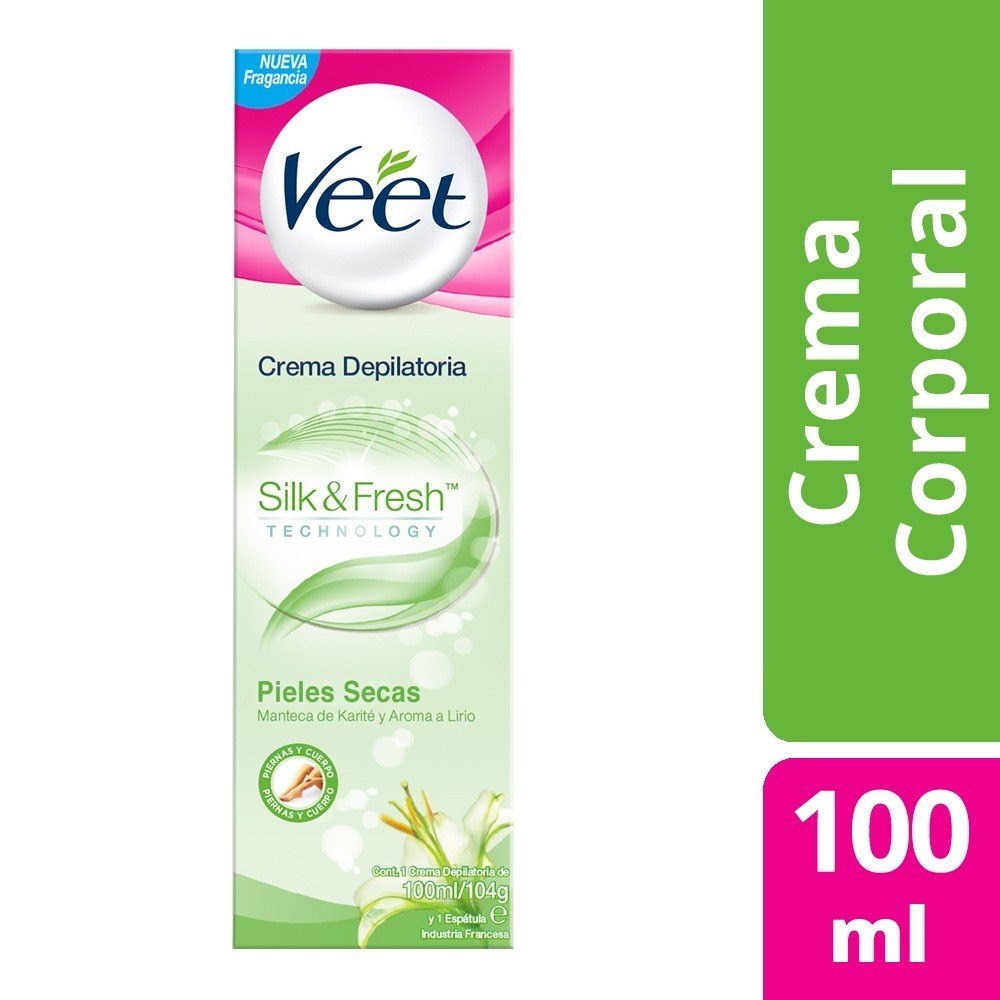 NUEVA
Fragancia
Veet
Crema Depilatoria
Silk & Fresh™
TECHNOLOGY
Pieles Secas
Manteca de Karité y Aroma a Lirio
PIERNAS Y CUERPO
PIERNAS Y CUERPO
Cont. 1 Crema Depilatoria de
100ml/104g
y 1 Espátula e
Industria Francesa
Crema
Corporal
100
ml